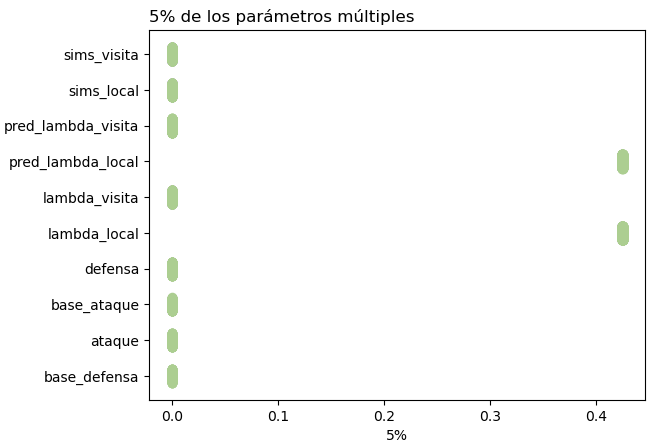 5% de los parámetros múltiples
sims_visita
sims_local
pred_lambda_visita
pred_lambda_local
lambda_visita
lambda_local
defensa
base_ataque
ataque
base_defensa
0.0 0.1 0.2 0.3 0.4
5%